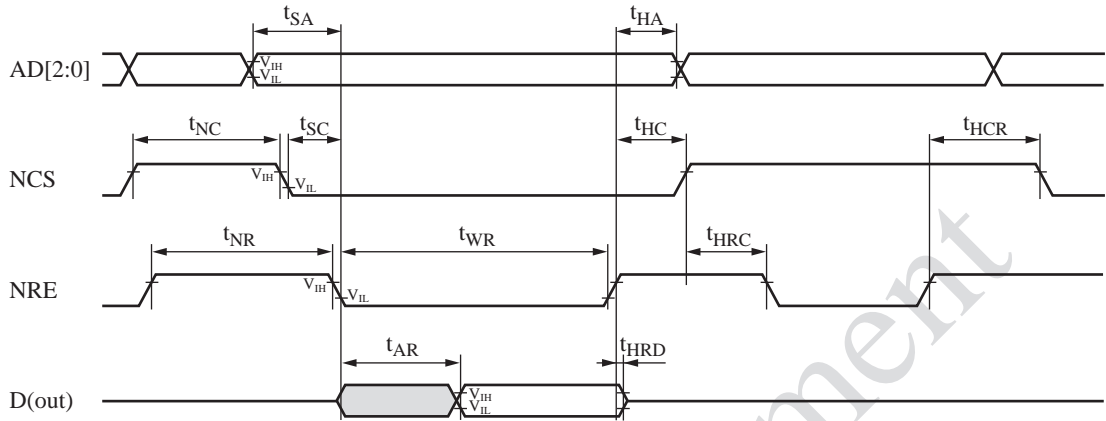 tSA
tHA
AD[2:0]
VIH
VIL
tNC
tSC
tHC
tHCR
NCS
VIH
VIL
tNR
tWR
tHRC
NRE
VIH
VIL
tAR
tHRD
D(out)
VIH
VIL
ment